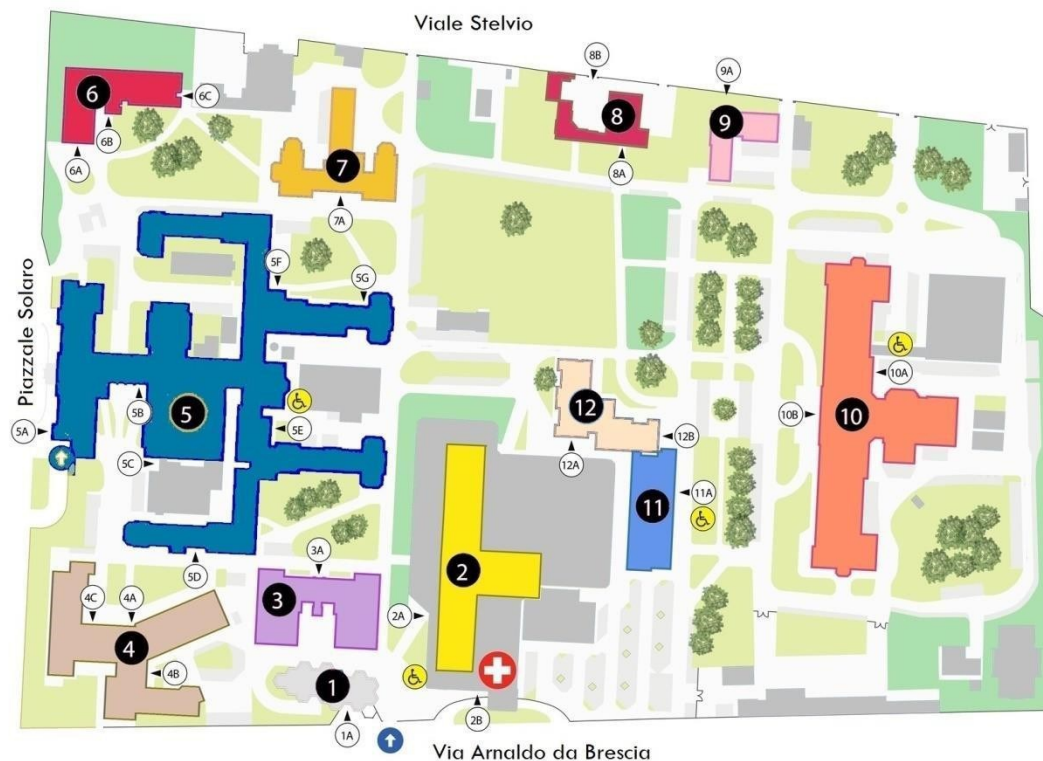 Viale Stelvio
8B
9A
6
6C
8
9
6B
6A
7
8A
7A
5F
5G
Piazzale Solaro
10A
5A
5B
5
5E
12
10B
10
5C
12A
12B
11A
11
3A
2
5D
4C
4A
3
2A
4
4B
1
1A
2B
Via Arnaldo da Brescia